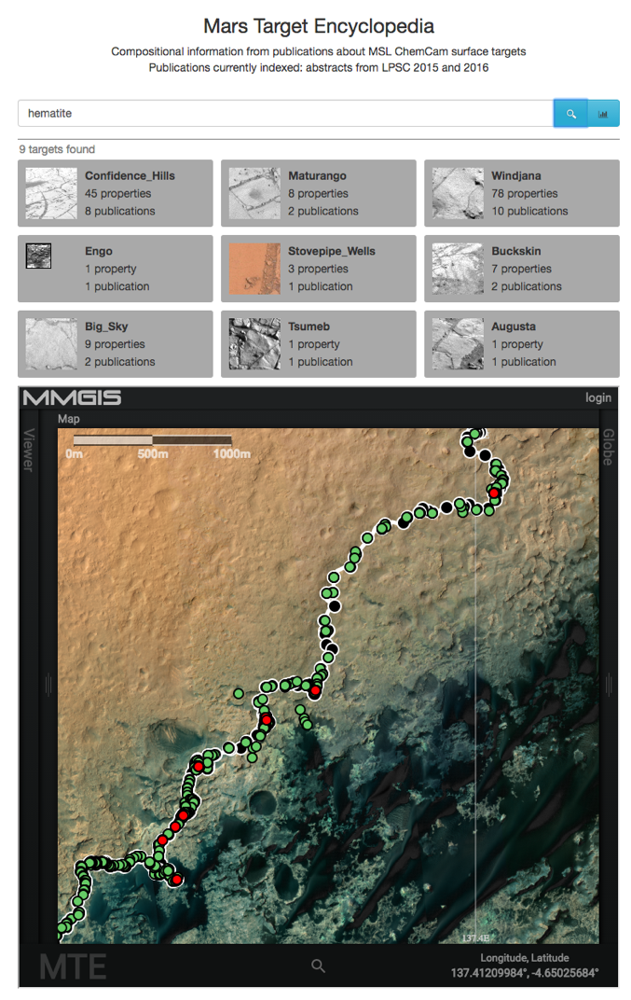 Mars Target Encyclopedia
Compositional information from publications about MSL ChemCam surface targets
Publications currently indexed: abstracts from LPSC 2015 and 2016
hematite
9 targets found
Confidence_Hills
45 properties
8 publications
Maturango
8 properties
2 publications
Windjana
78 properties
10 publications
Engo
1 property
1 publication
Stovepipe_Wells
3 properties
1 publication
Buckskin
7 properties
2 publications
Big_Sky
9 properties
2 publications
Tsumeb
1 property
1 publication
Augusta
1 property
1 publication
MMGIS
login
Map
Viewer
Globe
0m 500m 1000m
137.4E
MTE
Longitude, Latitude
137.41209984°, -4.65025684°